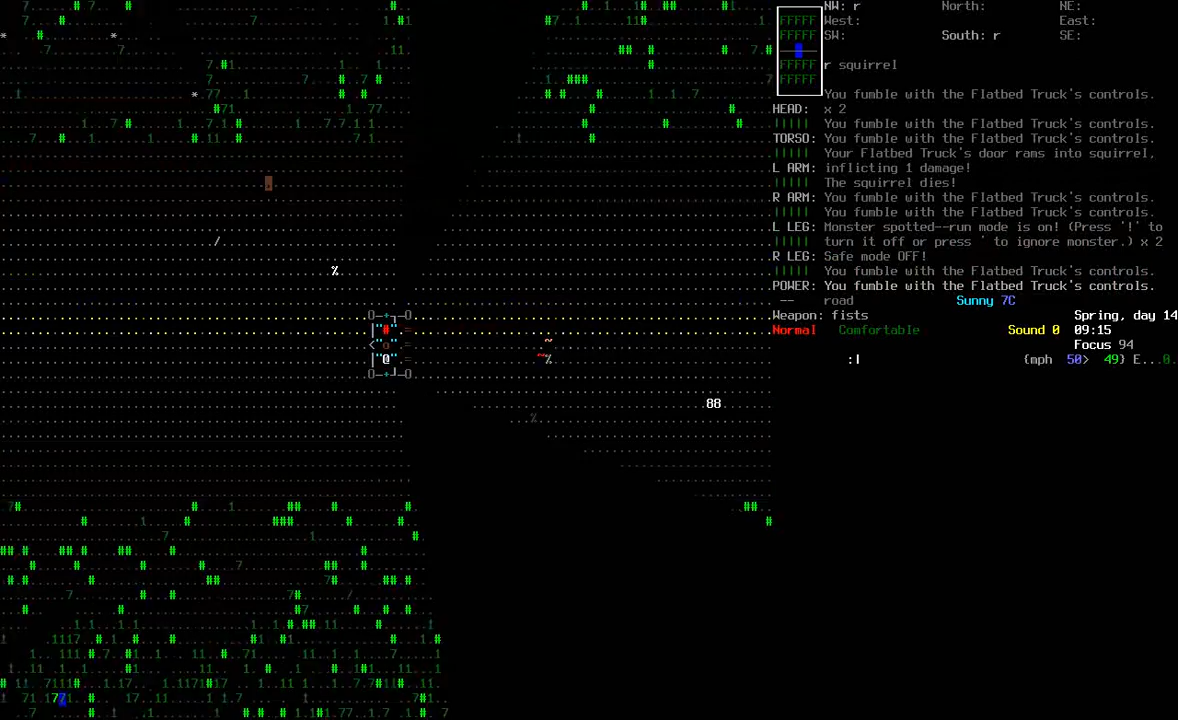 NW: r North: NE:
West: East:
SW: South: r SE:
FFFFF
FFFFF
FFFFF
FFFFF
r squirrel
You fumble with the Flatbed Truck's controls.
HEAD: x 2
||||| You fumble with the Flatbed Truck's controls.
TORSO: You fumble with the Flatbed Truck's controls.
||||| Your Flatbed Truck's door rams into squirrel,
L ARM: inflicting 1 damage!
||||| The squirrel dies!
R ARM: You fumble with the Flatbed Truck's controls.
||||| You fumble with the Flatbed Truck's controls.
L LEG: Monster spotted--run mode is on! (Press '!' to
||||| turn it off or press ' to ignore monster.) x 2
R LEG: Safe mode OFF!
||||| You fumble with the Flatbed Truck's controls.
POWER: You fumble with the Flatbed Truck's controls.
-- road Sunny 7C
Weapon: fists Spring, day 14
Normal Comfortable Sound 0 09:15
Focus 94
:| {mph 50> 49} E...0.